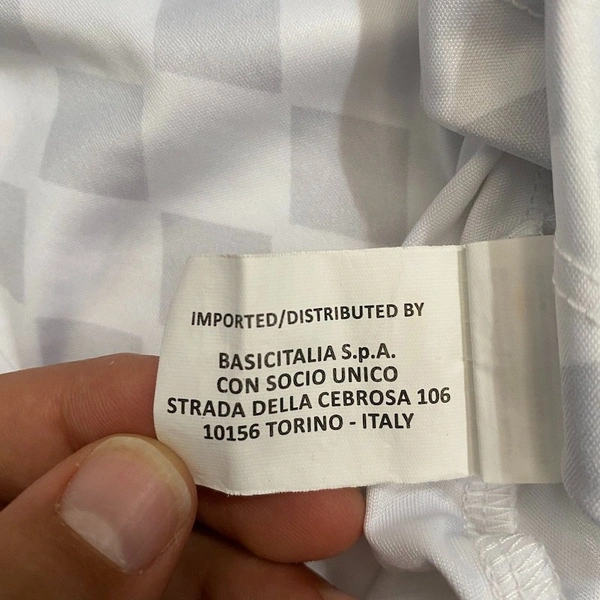 IMPORTED/DISTRIBUTED BY
BASICITALIA S.p.A.
CON SOCIO UNICO
STRADA DELLA CEBROSA 106
10156 TORINO - ITALY